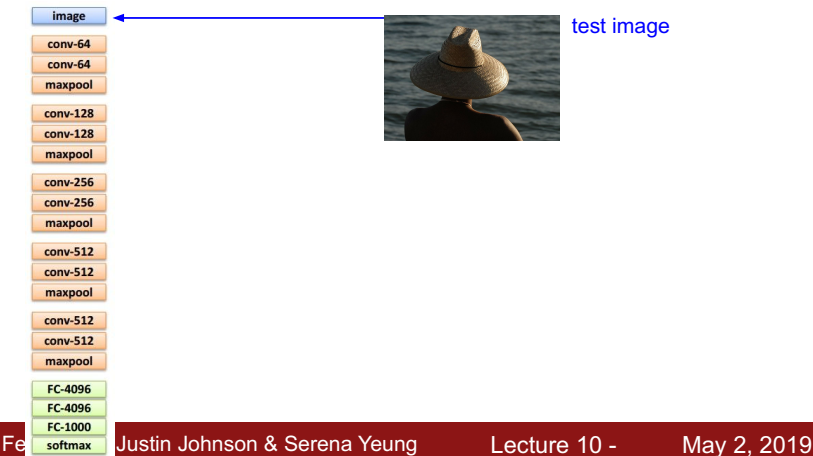 image
test image
conv-64
conv-64
maxpool
conv-128
conv-128
maxpool
conv-256
conv-256
maxpool
conv-512
conv-512
maxpool
conv-512
conv-512
maxpool
FC-4096
FC-4096
FC-1000
softmax
Fe
Justin Johnson & Serena Yeung
Lecture 10 -
May 2, 2019